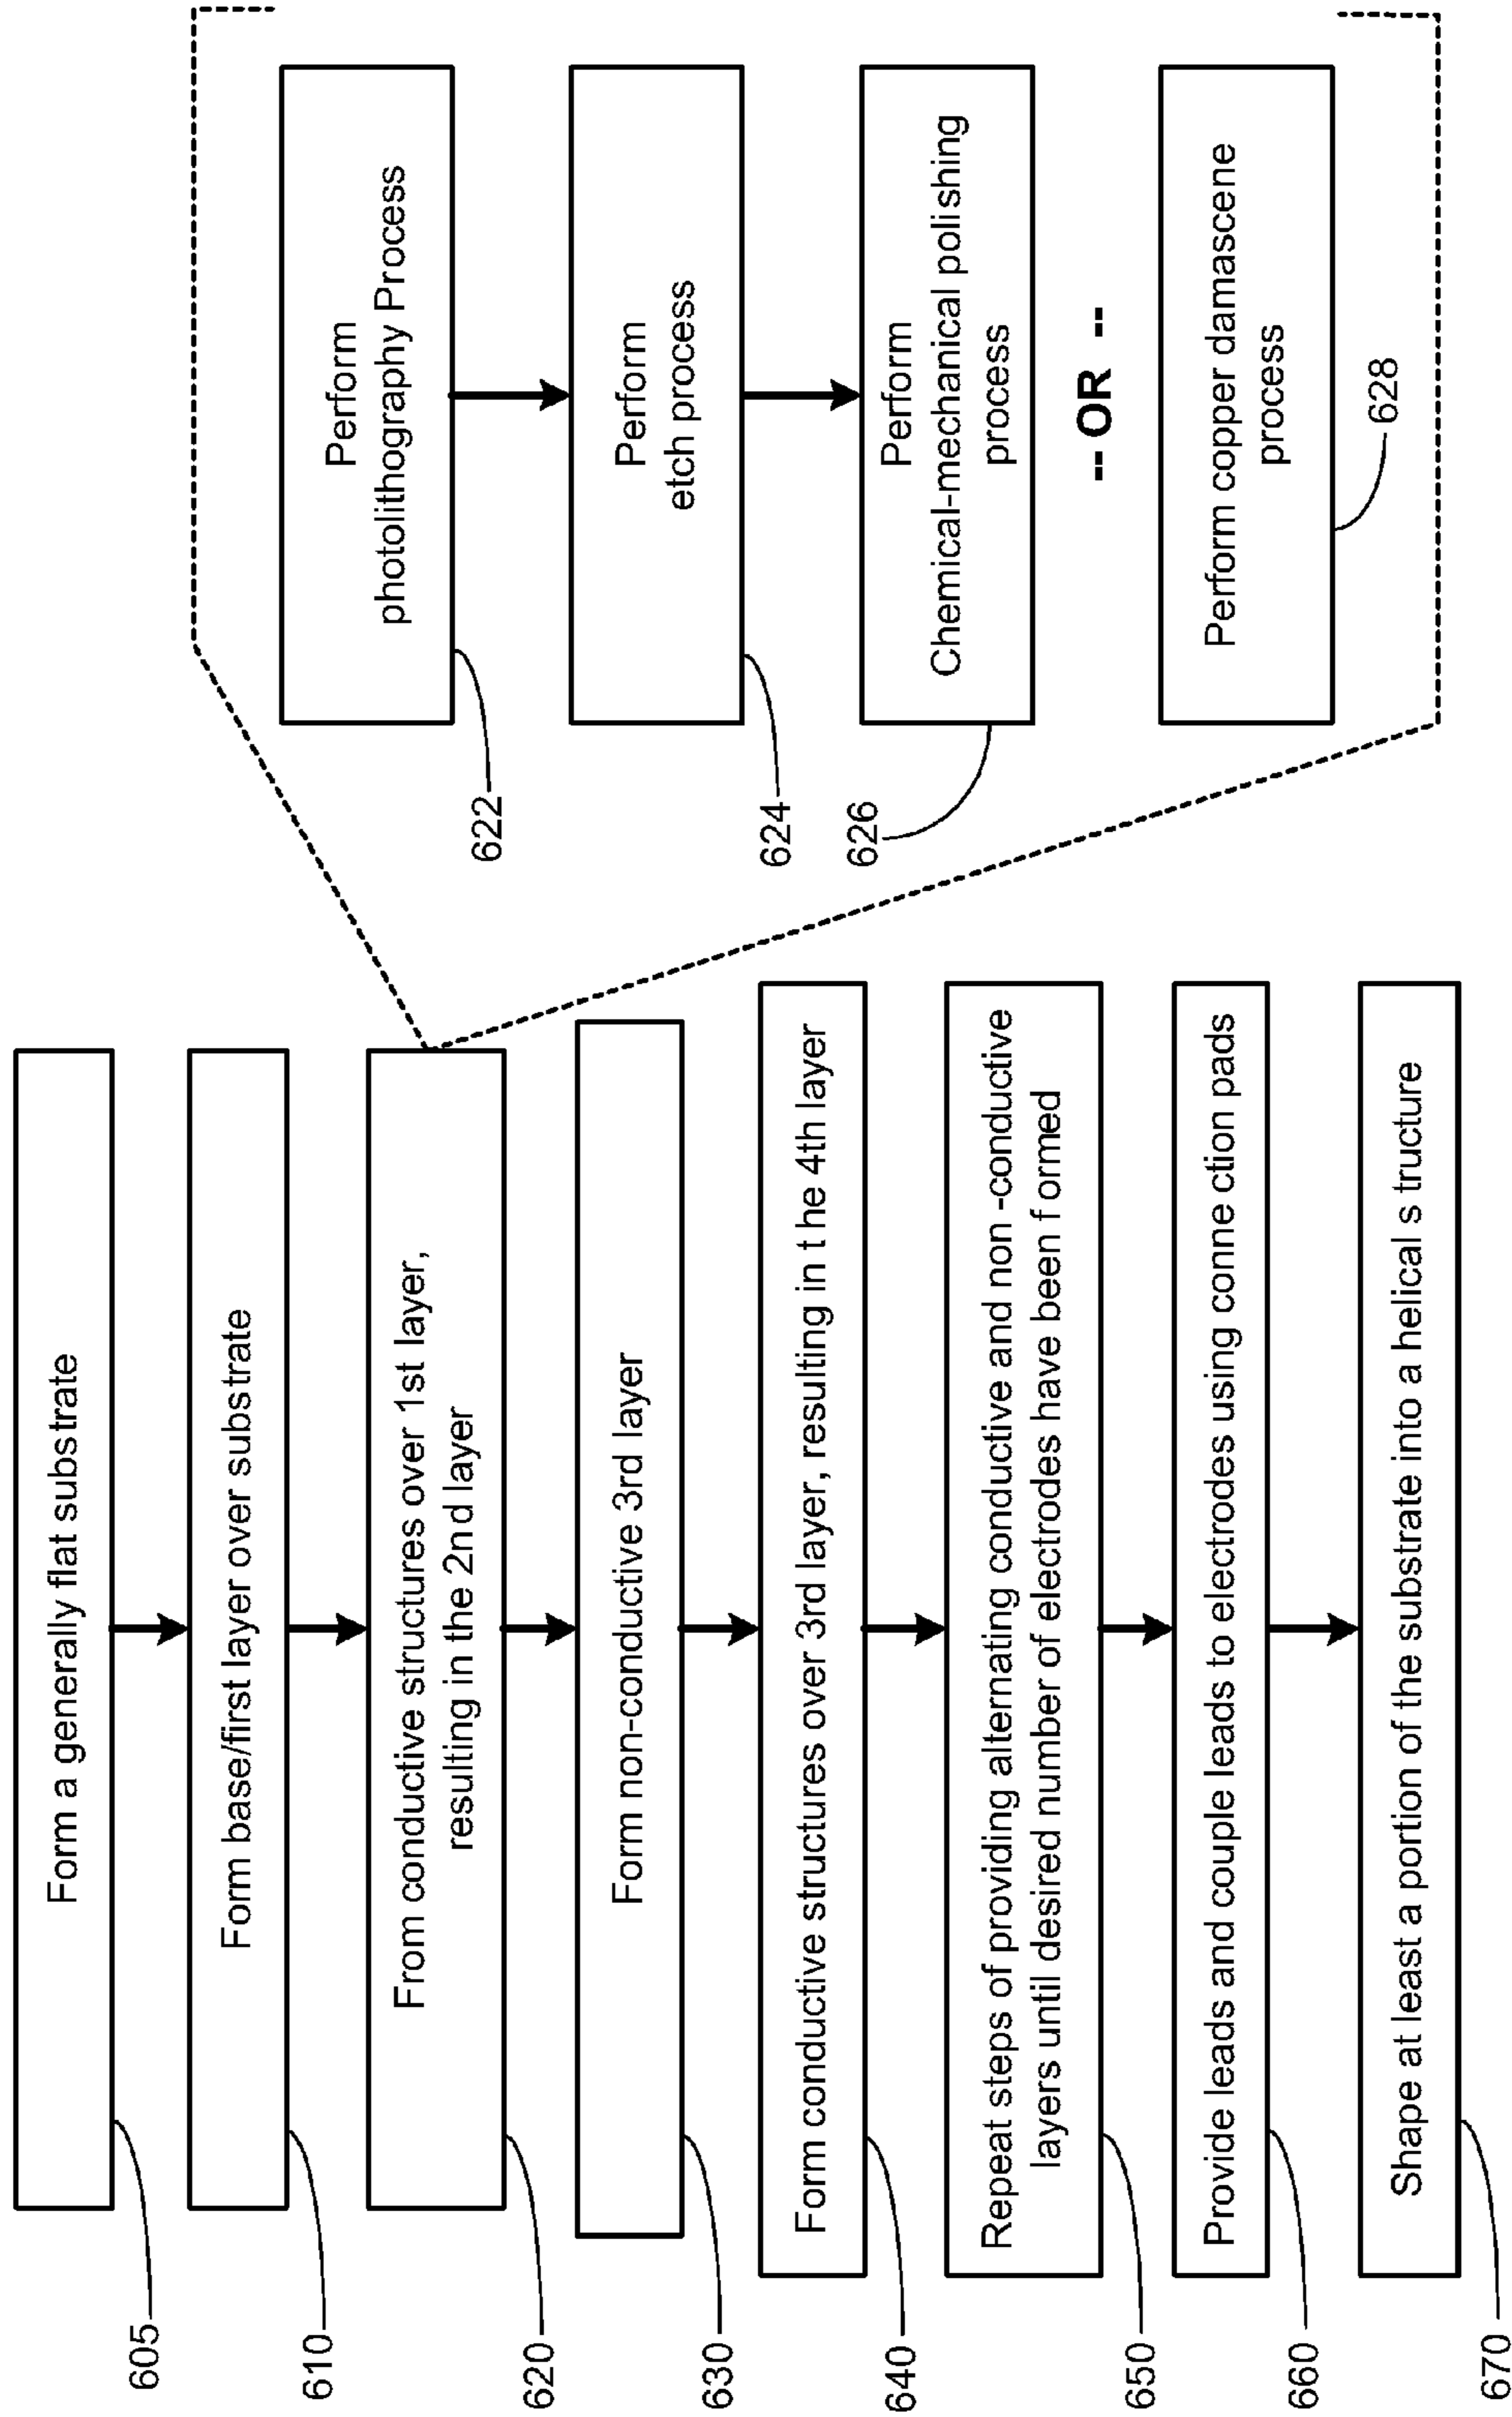 Form a generally flat substrate
605
Form base/first layer over substrate
610
From conductive structures over 1st layer,
resulting in the 2nd layer
620
Form non-conductive 3rd layer
630
Form conductive structures over 3rd layer, resulting in t he 4th layer
640
Repeat steps of providing alternating conductive and non -conductive
layers until desired number of electrodes have been f ormed
650
Provide leads and couple leads to electrodes using conne ction pads
660
Shape at least a portion of the substrate into a helical s tructure
670
Perform
photolithography Process
622
Perform
etch process
624
Perform
Chemical-mechanical polishing
process
626
-- OR --
Perform copper damascene
process
628